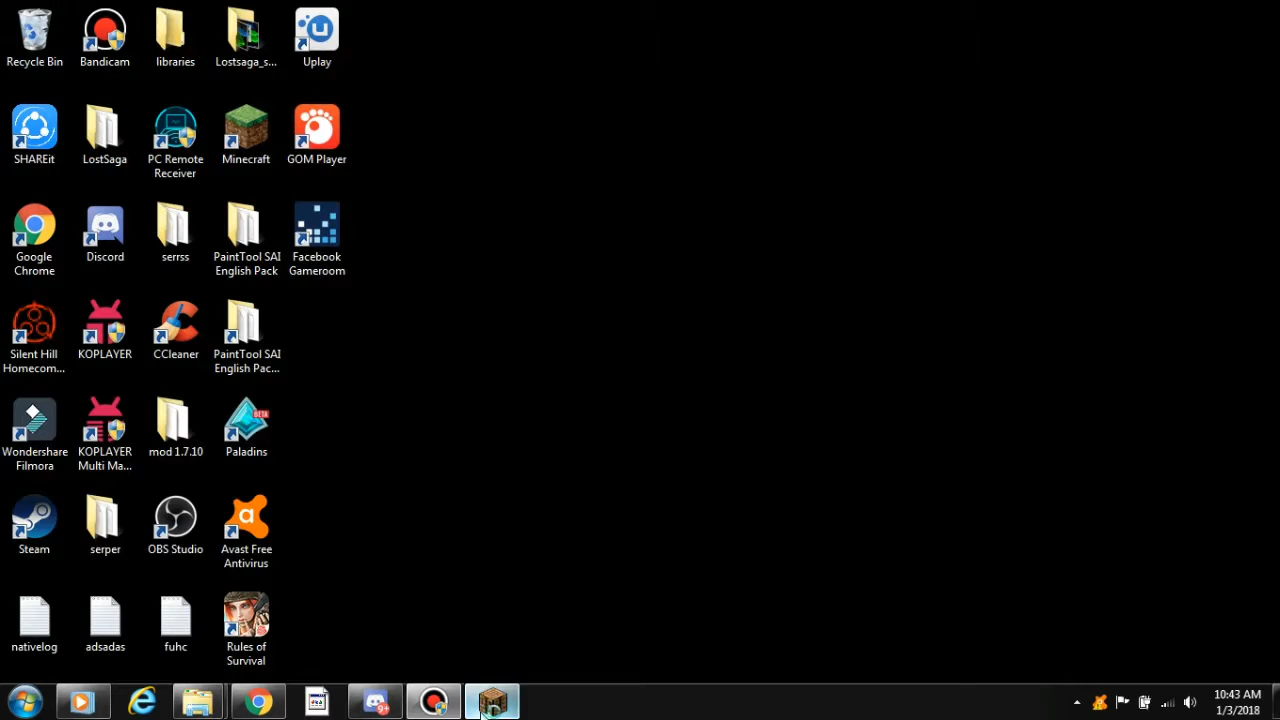 Recycle Bin
Bandicam
libraries
Lostsaga_s...
Uplay
SHAREit
LostSaga
PC Remote
Receiver
Minecraft
GOM Player
Google
Chrome
Discord
serrss
PaintTool SAI
English Pack
Facebook
Gameroom
Silent Hill
Homecom...
KOPLAYER
CCleaner
PaintTool SAI
English Pac...
Wondershare
Filmora
KOPLAYER
Multi Ma...
mod 1.7.10
BETA
Paladins
Steam
serper
OBS Studio
a
Avast Free
Antivirus
nativelog
adsadas
fuhc
Rules of
Survival
9+
10:43 AM
1/3/2018